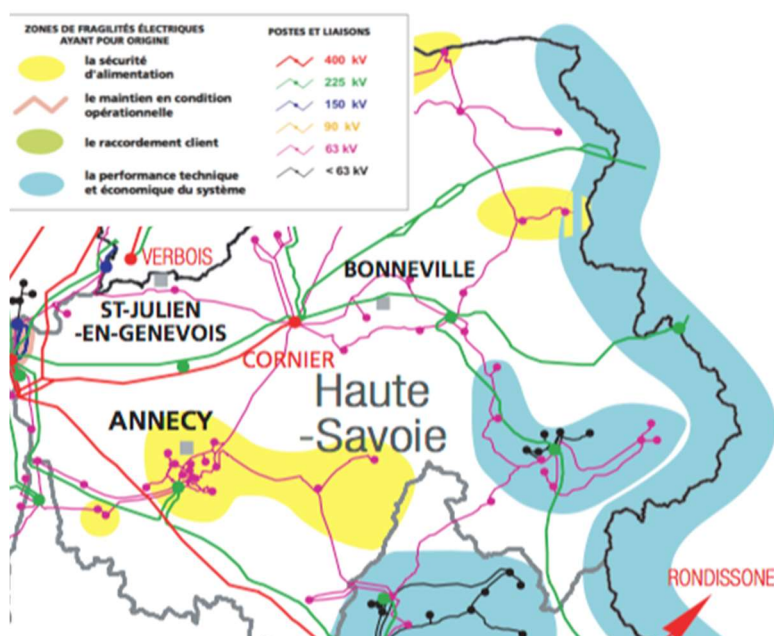 ZONES DE FRAGILITÉS ÉLECTRIQUES
AYANT POUR ORIGINE
la sécurité
d'alimentation
le maintien en condition
opérationnelle
le raccordement client
la performance technique
et économique du système
POSTES ET LIAISONS
400 kV
225 kV
150 kV
90 kV
63 kV
< 63 kV
VERBOIS
BONNEVILLE
ST-JULIEN
-EN-GENEVOIS
CORNIER
Haute
-Savoie
ANNECY
RONDISSONE